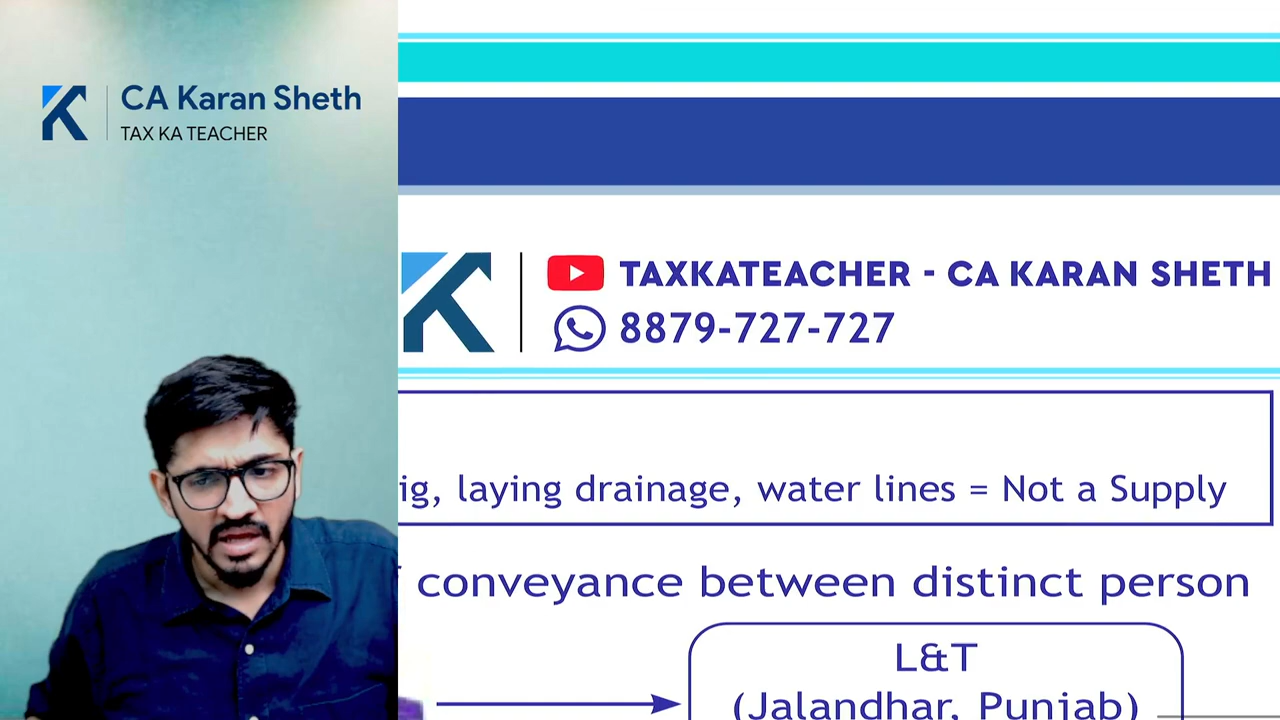 CA Karan Sheth
TAX KA TEACHER
TAXKATEACHER - CA KARAN SHETH
8879-727-727
laying drainage, water lines = Not a Supply
conveyance between distinct person
L&T
(Jalandhar, Punjab)